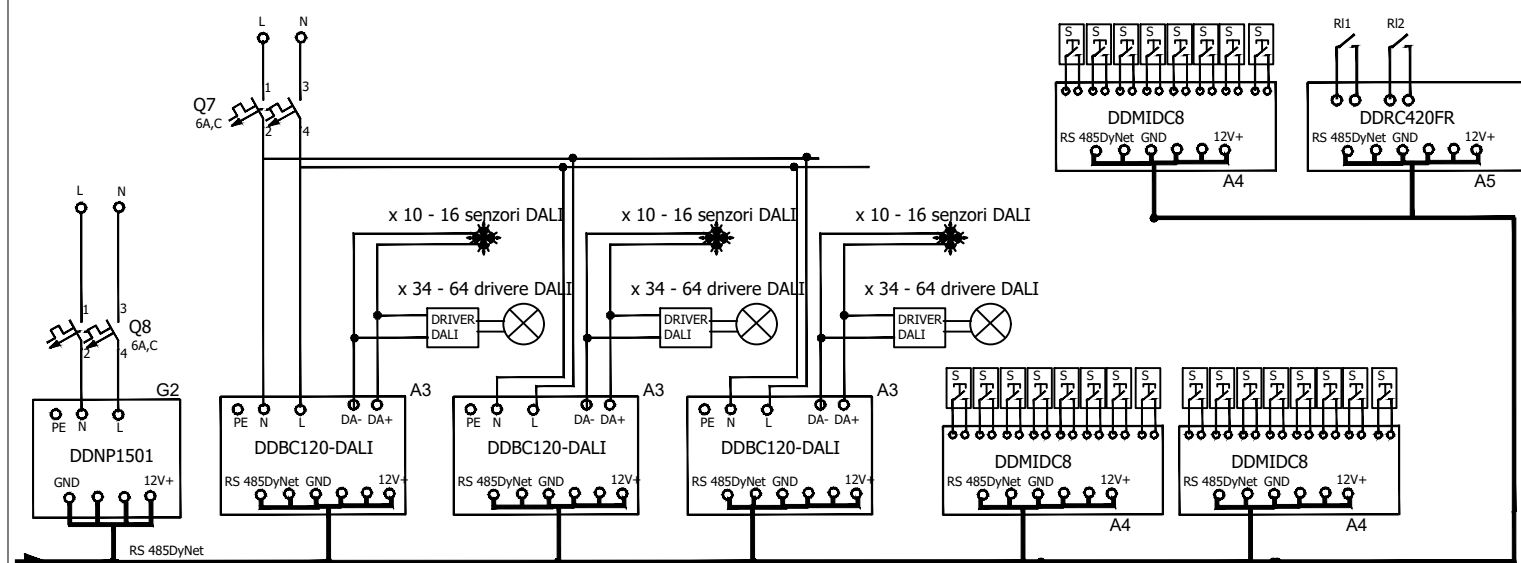 L N
S S S S S S S S
Rl1 Rl2
1 3
Q7
6A,C
2 4
DDMIDC8
RS 485DyNet GND 12V+
A4
DDRC420FR
RS 485DyNet GND 12V+
A5
L N
x 10 - 16 senzori DALI
x 10 - 16 senzori DALI
x 10 - 16 senzori DALI
x 34 - 64 drivere DALI
x 34 - 64 drivere DALI
x 34 - 64 drivere DALI
1 3
Q8
6A,C
2 4
DRIVER
DALI
DRIVER
DALI
DRIVER
DALI
G2
PE N L
DDNP1501
GND 12V+
A3
PE N L DA- DA+
DDBC120-DALI
RS 485DyNet GND 12V+
A3
PE N L DA- DA+
DDBC120-DALI
RS 485DyNet GND 12V+
A3
PE N L DA- DA+
DDBC120-DALI
RS 485DyNet GND 12V+
S S S S S S S S
DDMIDC8
RS 485DyNet GND 12V+
A4
S S S S S S S S
DDMIDC8
RS 485DyNet GND 12V+
A4
RS 485DyNet